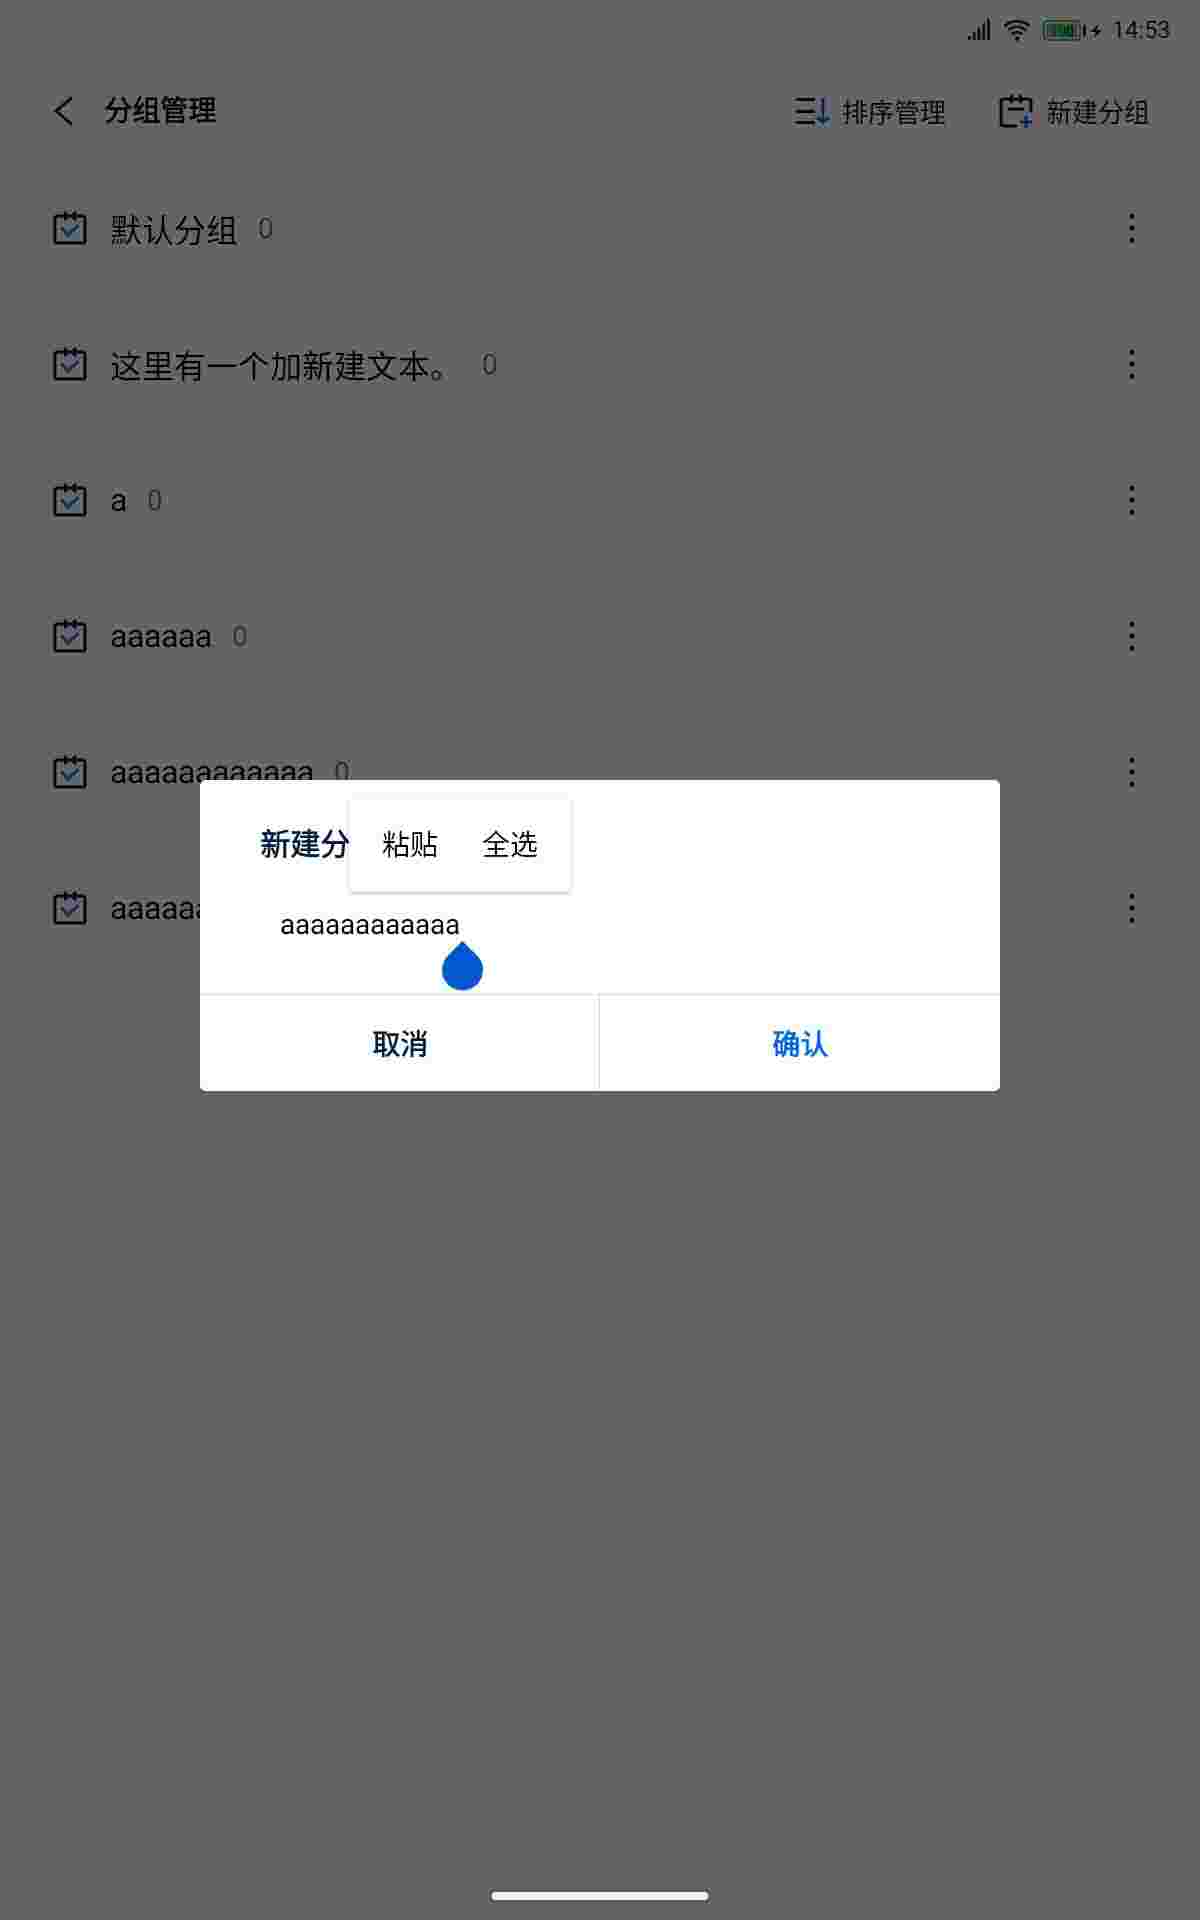 14:53
分组管理 排序管理 新建分组
默认分组 0
这里有一个加新建文本。 0
a 0
aaaaaa 0
aaaaaaaaaaaa 0
新建分 粘贴 全选
aaaaa
aaaaaaaaaaaa
取消 确认